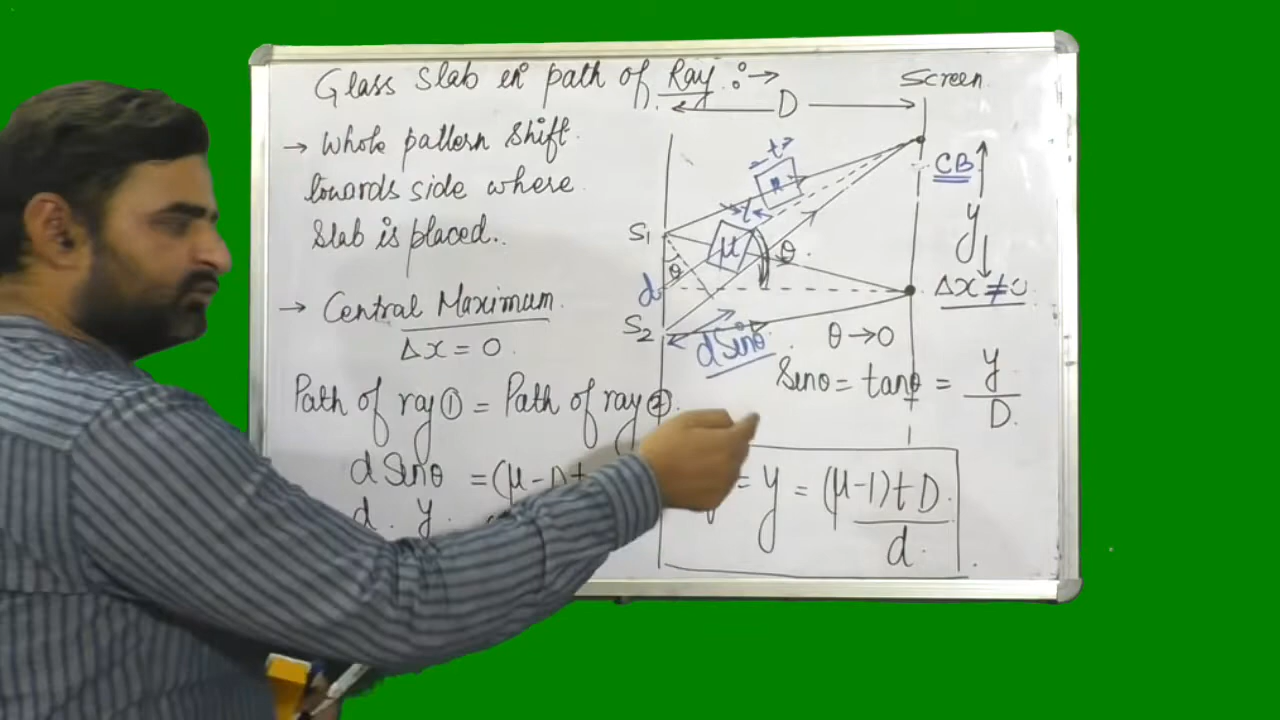 Glass slab in path of Ray :→
→ Whole pattern shift
towards side where
slab is placed..
→ Central Maximum
Δx = 0
Path of ray ① = Path of ray ②.
d sinθ = (μ-1)t
d . y
D
Screen
t
CB
t
S1
μ
θ
y
θ
d
Δx ≠ 0
S2
d sinθ
θ → 0
Sinθ = tanθ = y/D.
= y = (μ-1)tD/d.